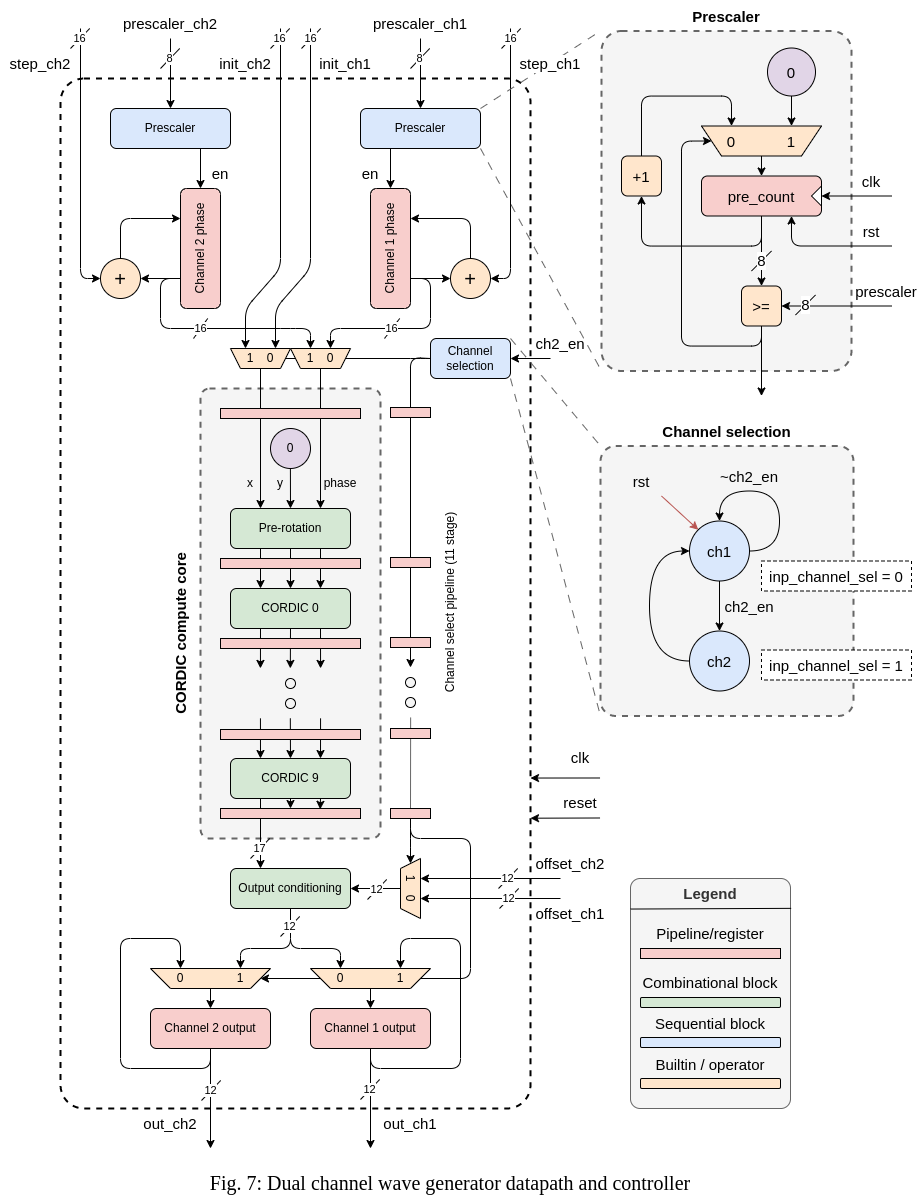 prescaler_ch2
prescaler_ch1
Prescaler
16
16
16
16
8
8
step_ch2
init_ch2
init_ch1
step_ch1
0
Prescaler
Prescaler
0
1
en
en
+1
pre_count
clk
rst
Channel 2 phase
Channel 1 phase
+
+
8
>=
8
prescaler
16
16
1 0
1 0
Channel
selection
ch2_en
Channel selection
0
x
y
phase
rst
~ch2_en
Pre-rotation
ch1
inp_channel_sel = 0
CORDIC compute core
CORDIC 0
Channel select pipeline (11 stage)
ch2_en
ch2
inp_channel_sel = 1
CORDIC 9
clk
reset
17
Output conditioning
12
1
0
12
12
offset_ch2
offset_ch1
12
0
1
0
1
Channel 2 output
Channel 1 output
12
12
out_ch2
out_ch1
Legend
Pipeline/register
Combinational block
Sequential block
Builtin / operator
Fig. 7: Dual channel wave generator datapath and controller